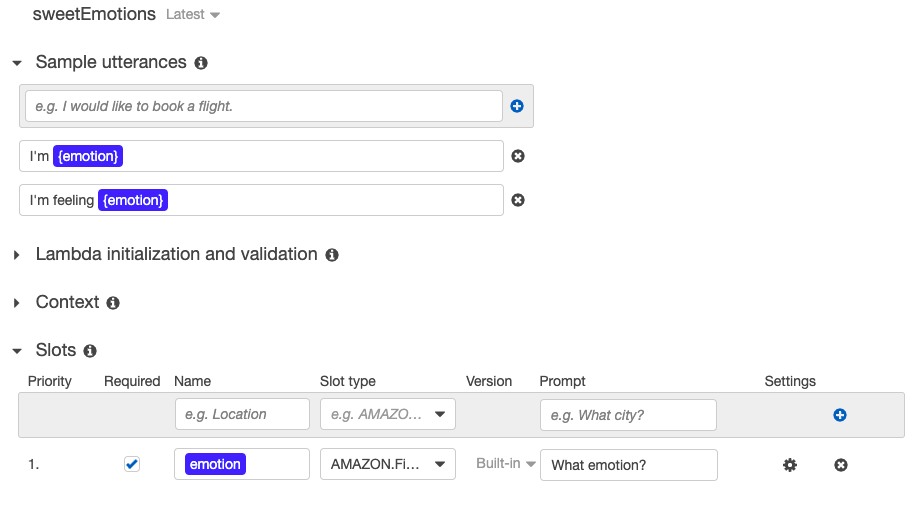 sweetEmotions Latest
Sample utterances
e.g. I would like to book a flight.
I'm {emotion}
I'm feeling {emotion}
Lambda initialization and validation
Context
Slots
Priority Required Name Slot type Version Prompt Settings
e.g. Location e.g. AMAZO... e.g. What city?
1. emotion AMAZON.Fi... Built-in What emotion?